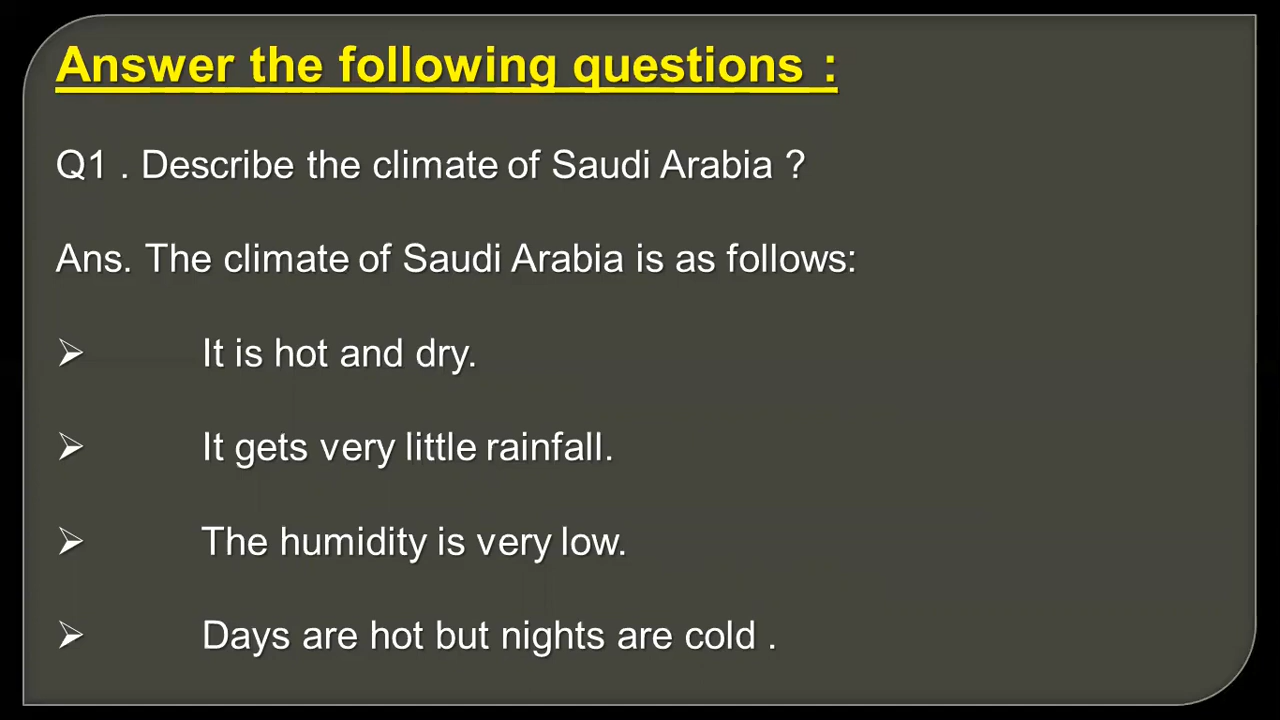 Answer the following questions :
Q1 . Describe the climate of Saudi Arabia ?
Ans. The climate of Saudi Arabia is as follows:
➢ It is hot and dry.
➢ It gets very little rainfall.
➢ The humidity is very low.
➢ Days are hot but nights are cold .